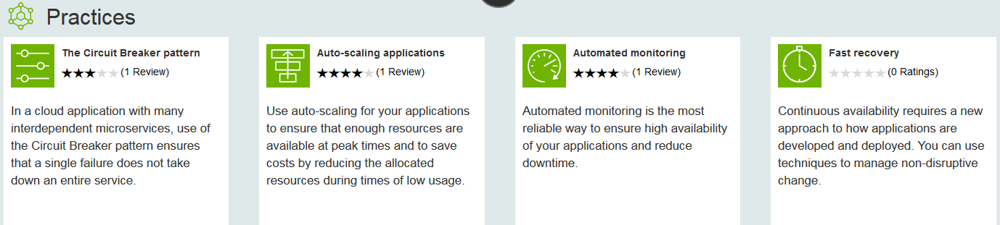 Practices
The Circuit Breaker pattern
(1 Review)
In a cloud application with many
interdependent microservices, use of
the Circuit Breaker pattern ensures
that a single failure does not take
down an entire service.
Auto-scaling applications
(1 Review)
Use auto-scaling for your applications
to ensure that enough resources are
available at peak times and to save
costs by reducing the allocated
resources during times of low usage.
Automated monitoring
(1 Review)
Automated monitoring is the most
reliable way to ensure high availability
of your applications and reduce
downtime.
Fast recovery
(0 Ratings)
Continuous availability requires a new
approach to how applications are
developed and deployed. You can use
techniques to manage non-disruptive
change.